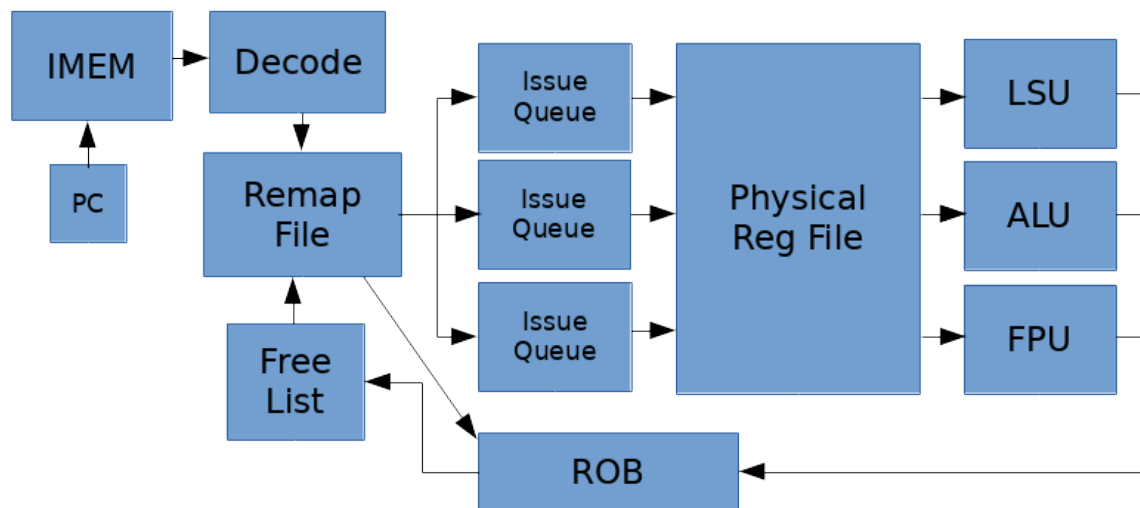 IMEM
Decode
PC
Remap
File
Free
List
Issue
Queue
Issue
Queue
Issue
Queue
Physical
Reg File
LSU
ALU
FPU
ROB